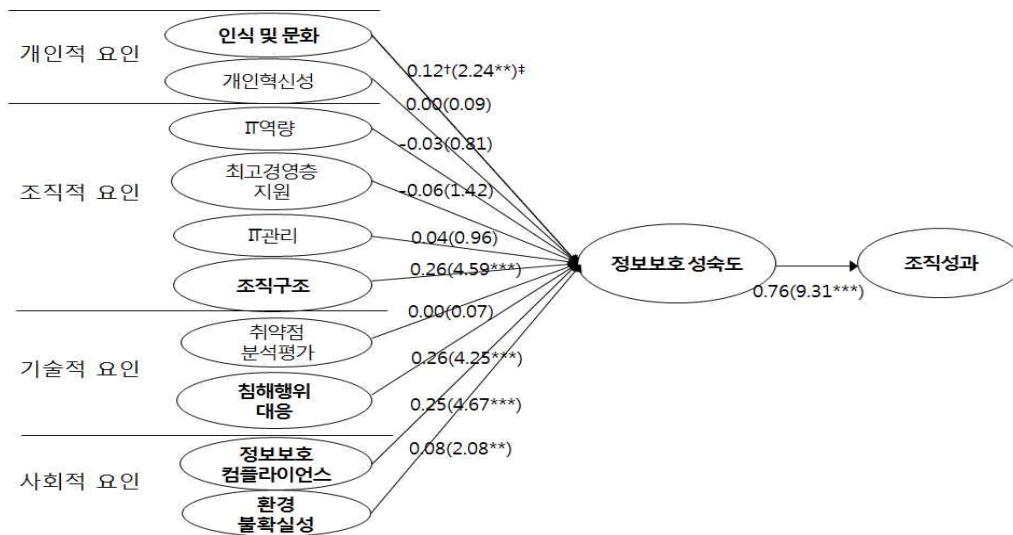 개인적 요인
인식 및 문화
0.12†(2.24**)‡
개인혁신성
0.00(0.09)
조직적 요인
IT역량
-0.03(0.81)
최고경영층
지원
-0.06(1.42)
IT관리
0.04(0.96)
조직구조
0.26(4.59***)
기술적 요인
취약점
분석평가
0.00(0.07)
침해행위
대응
0.26(4.25***)
사회적 요인
정보보호
컴플라이언스
0.25(4.67***)
환경
불확실성
0.08(2.08**)
정보보호 성숙도
0.76(9.31***)
조직성과